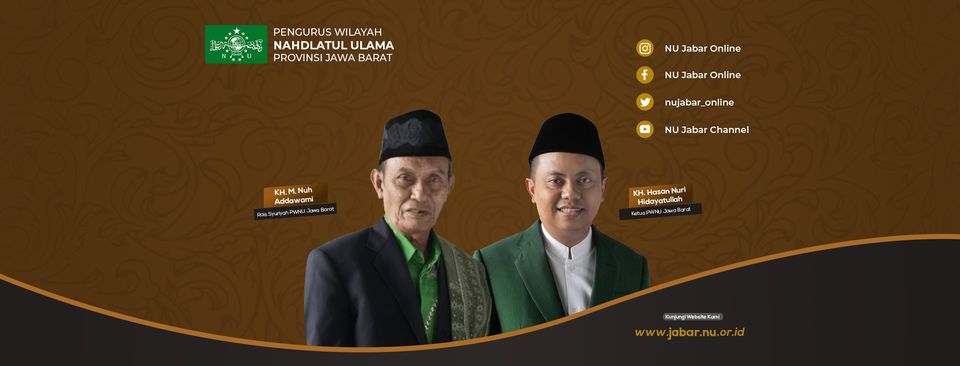 PENGURUS WILAYAH
NAHDLATUL ULAMA
PROVINSI JAWA BARAT
N U
NU Jabar Online
NU Jabar Online
nujabar_online
NU Jabar Channel
KH. M. Nuh
Addawami
Rais Syuriyah PWNU Jawa Barat
KH. Hasan Nuri
Hidayatullah
Ketua PWNU Jawa Barat
Kunjungi Website Kami
www.jabar.nu.or.id